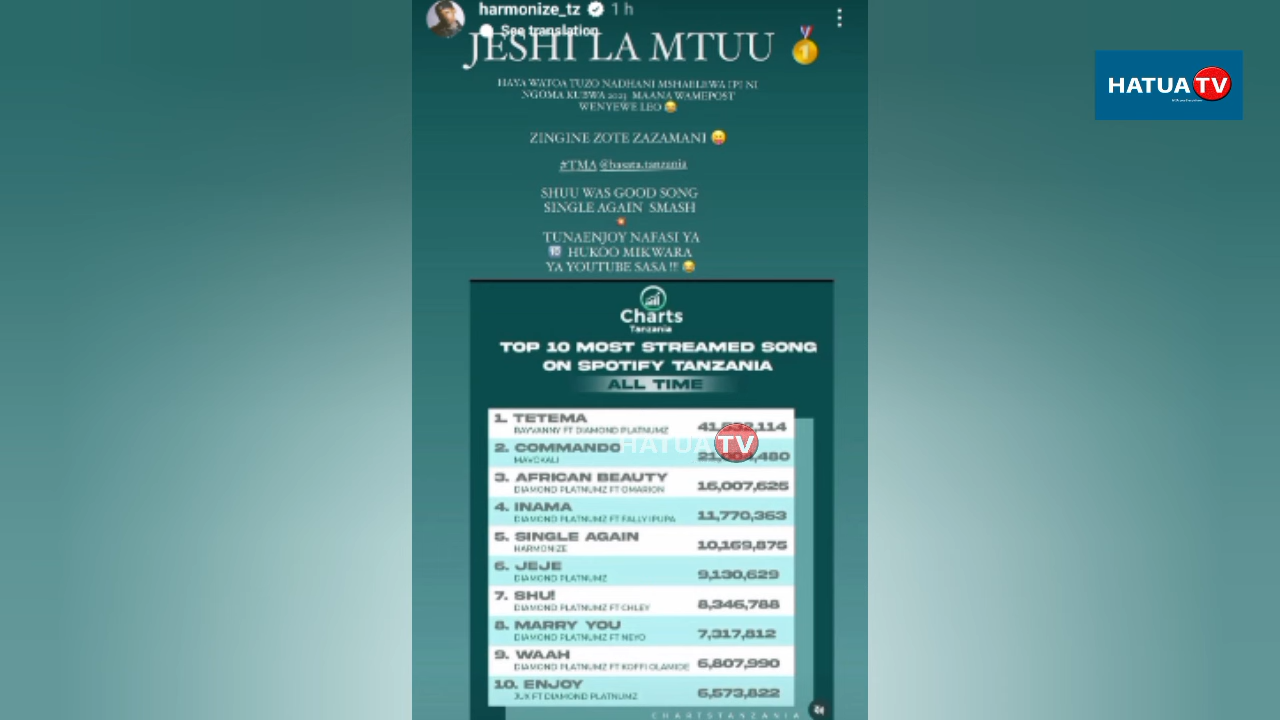 harmonize_tz 1 h
See translation
JESHI LA MTUU
HAYA WATOA TUZO NADHANI MSHAELEWA IPI NI
NGOMA KUBWA 2023 MAANA WAMEPOST
WENYEWE LEO
ZINGINE ZOTE ZAZAMANI
#TMA @basata.tanzania
SHUU WAS GOOD SONG
SINGLE AGAIN SMASH
TUNAENJOY NAFASI YA
10 HUKOO MIKWARA
YA YOUTUBE SASA !!!
HATUA TV
Charts
Tanzania
TOP 10 MOST STREAMED SONG
ON SPOTIFY TANZANIA
ALL TIME
1. TETEMA
RAYVANNY FT DIAMOND PLATNUMZ
HATUA TV
2. COMMANDO
MAVOKALI
3. AFRICAN BEAUTY 16,007,625
DIAMOND PLATNUMZ FT OMARION
4. INAMA 11,770,363
DIAMOND PLATNUMZ FT FALLY IPUPA
5. SINGLE AGAIN 10,169,875
HARMONIZE
6. JEJE 9,130,629
DIAMOND PLATNUMZ
7. SHU! 8,346,788
DIAMOND PLATNUMZ FT CHLEY
8. MARRY YOU 7,317,812
DIAMOND PLATNUMZ FT NEYO
9. WAAH 6,807,990
DIAMOND PLATNUMZ FT KOFFI OLAMIDE
10. ENJOY 6,573,822
JUX FT DIAMOND PLATNUMZ
CHARTSTANZANIA